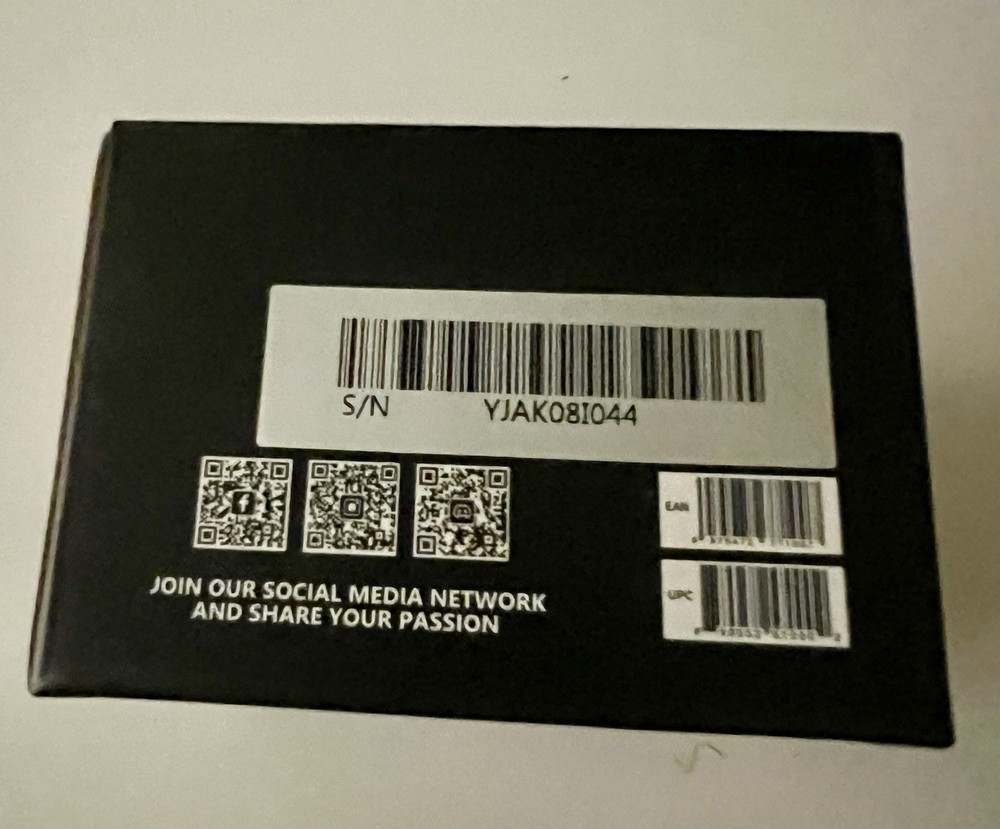 S/N YJAK08I044
JOIN OUR SOCIAL MEDIA NETWORK
AND SHARE YOUR PASSION
EAN
UPC